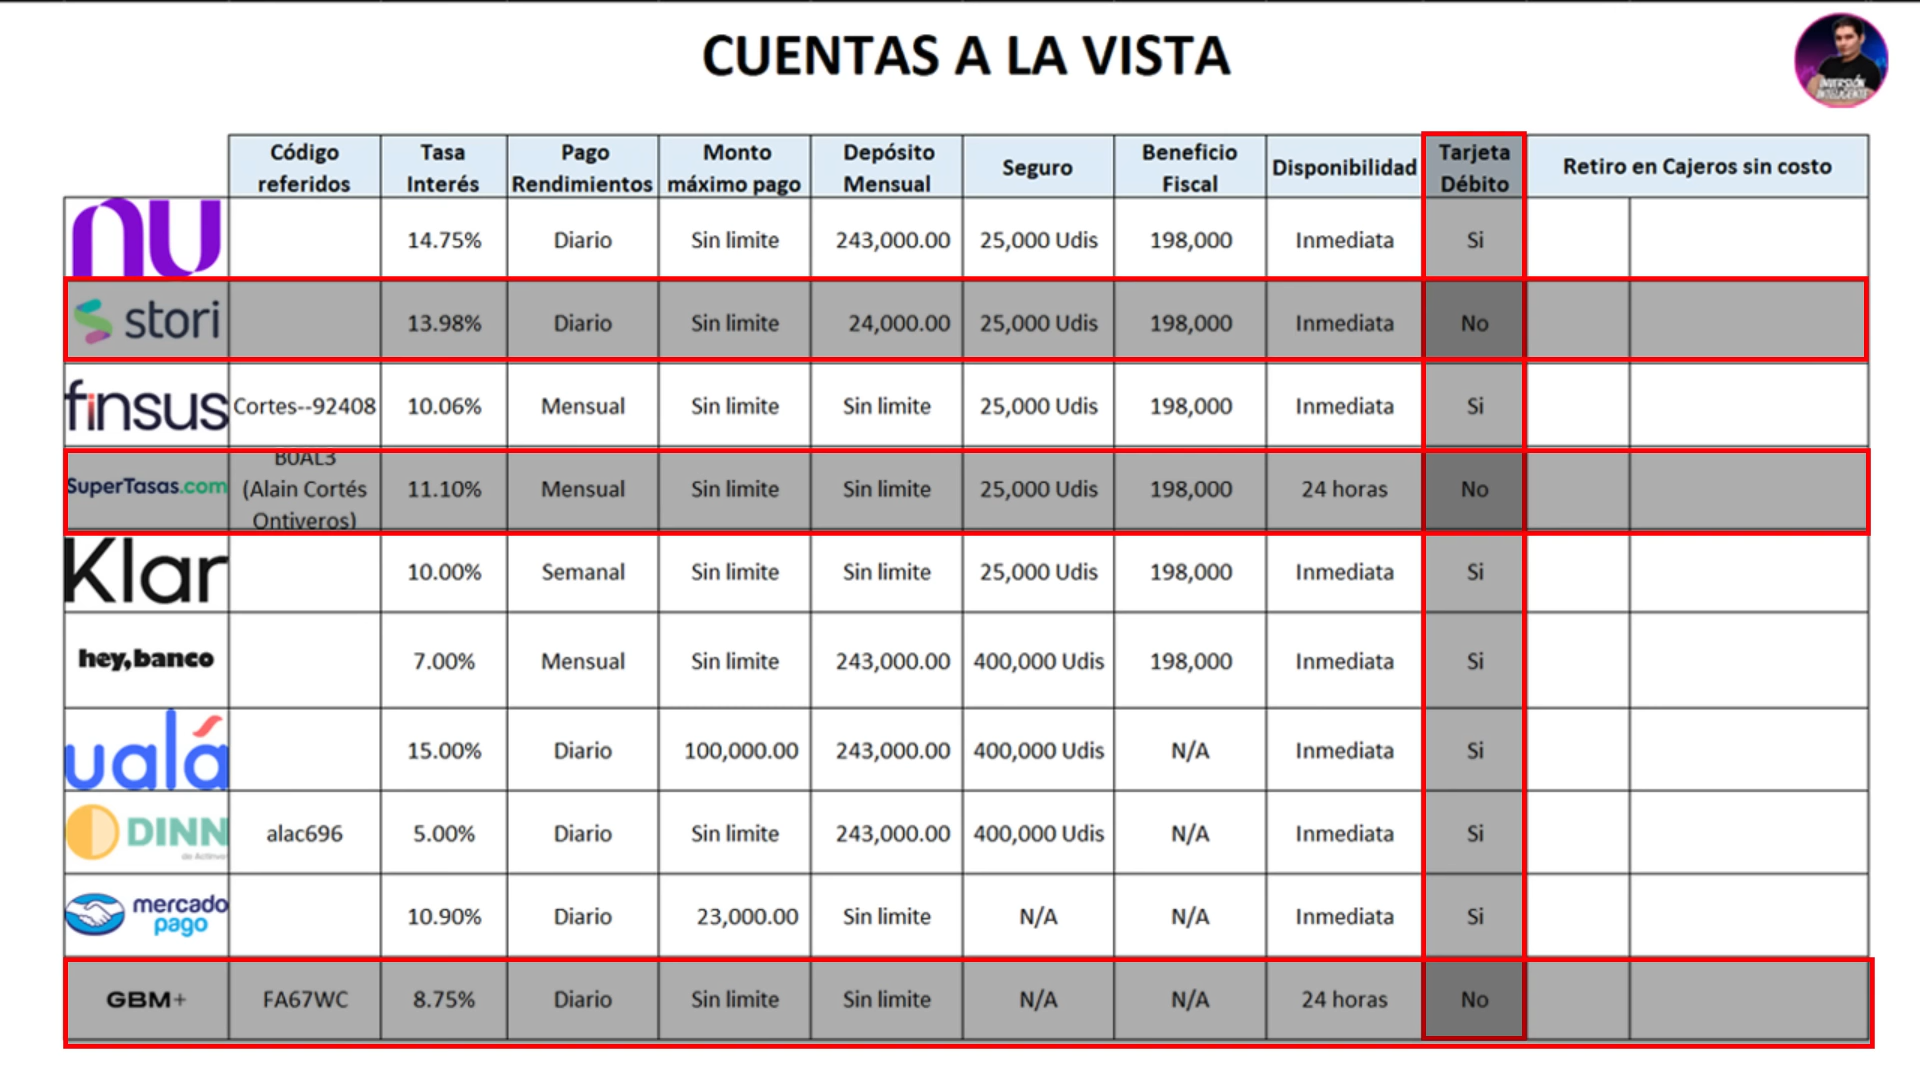 CUENTAS A LA VISTA
INVERSIÓN
INTELIGENTE
Código referidos Tasa Interés Pago Rendimientos Monto máximo pago Depósito Mensual Seguro Beneficio Fiscal Disponibilidad Tarjeta Débito Retiro en Cajeros sin costo
nu 14.75% Diario Sin limite 243,000.00 25,000 Udis 198,000 Inmediata Si
stori 13.98% Diario Sin limite 24,000.00 25,000 Udis 198,000 Inmediata No
finsus Cortes--92408 10.06% Mensual Sin limite Sin limite 25,000 Udis 198,000 Inmediata Si
SuperTasas.com B0AL3 (Alain Cortés Ontiveros) 11.10% Mensual Sin limite Sin limite 25,000 Udis 198,000 24 horas No
Klar 10.00% Semanal Sin limite Sin limite 25,000 Udis 198,000 Inmediata Si
hey,banco 7.00% Mensual Sin limite 243,000.00 400,000 Udis 198,000 Inmediata Si
ualá 15.00% Diario 100,000.00 243,000.00 400,000 Udis N/A Inmediata Si
DINN de Actinver alac696 5.00% Diario Sin limite 243,000.00 400,000 Udis N/A Inmediata Si
mercado pago 10.90% Diario 23,000.00 Sin limite N/A N/A Inmediata Si
GBM+ FA67WC 8.75% Diario Sin limite Sin limite N/A N/A 24 horas No